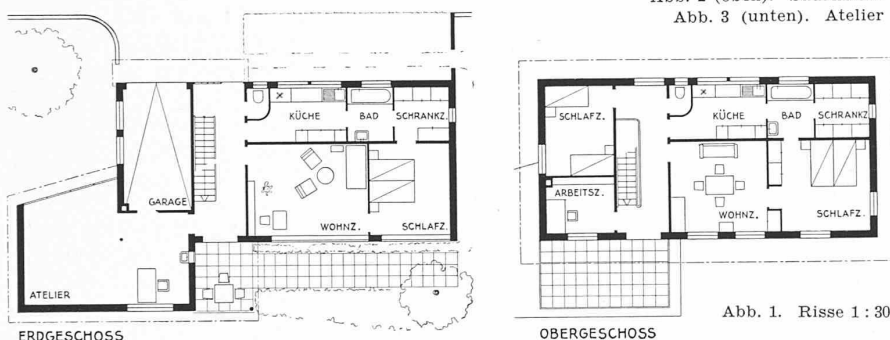 Abb. 3 (unten). Atelier
KÜCHE
BAD
SCHRANKZ.
GARAGE
WOHNZ.
SCHLAFZ.
ATELIER
ERDGESCHOSS
SCHLAFZ.
KÜCHE
BAD
SCHRANKZ
ARBEITSZ.
WOHNZ.
SCHLAFZ.
OBERGESCHOSS
Abb. 1. Risse 1 : 30